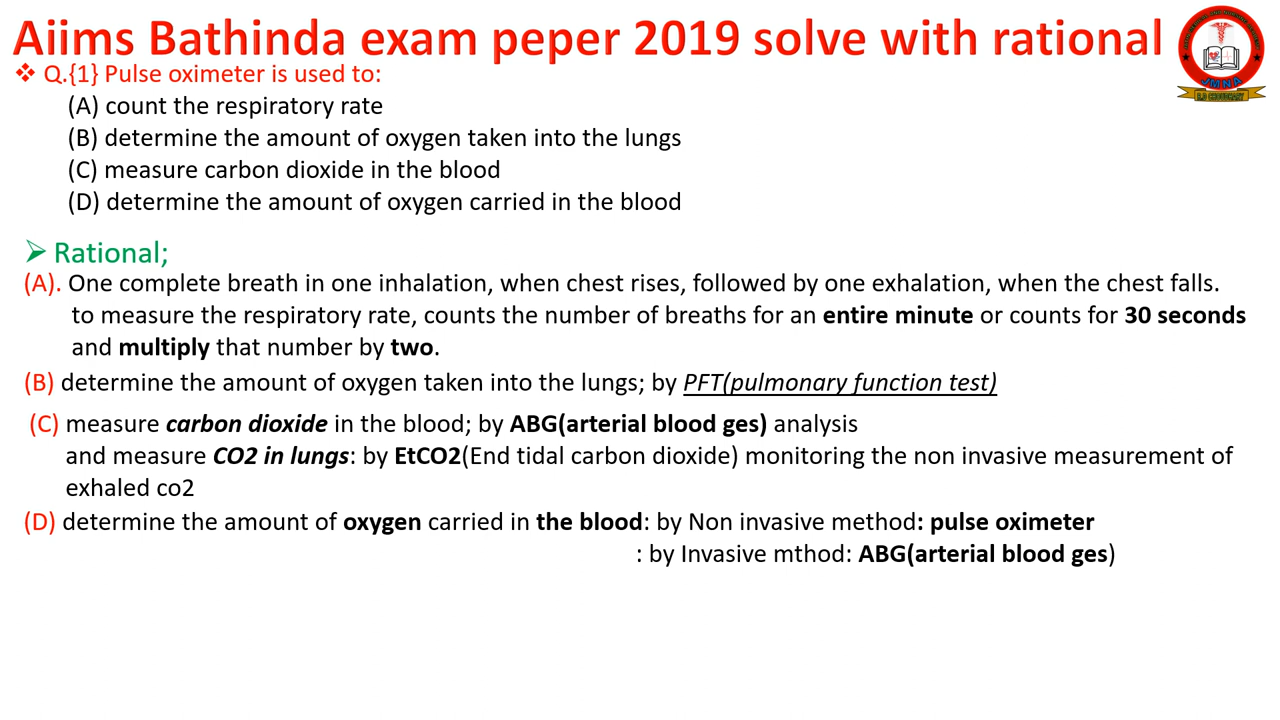 Aiims Bathinda exam peper 2019 solve with rational
❖ Q.{1} Pulse oximeter is used to:
(A) count the respiratory rate
(B) determine the amount of oxygen taken into the lungs
(C) measure carbon dioxide in the blood
(D) determine the amount of oxygen carried in the blood
JMNA
➢ Rational;
(A). One complete breath in one inhalation, when chest rises, followed by one exhalation, when the chest falls.
to measure the respiratory rate, counts the number of breaths for an entire minute or counts for 30 seconds
and multiply that number by two.
(B) determine the amount of oxygen taken into the lungs; by PFT(pulmonary function test)
(C) measure carbon dioxide in the blood; by ABG(arterial blood ges) analysis
and measure CO2 in lungs: by EtCO2(End tidal carbon dioxide) monitoring the non invasive measurement of
exhaled co2
(D) determine the amount of oxygen carried in the blood: by Non invasive method: pulse oximeter
: by Invasive mthod: ABG(arterial blood ges)